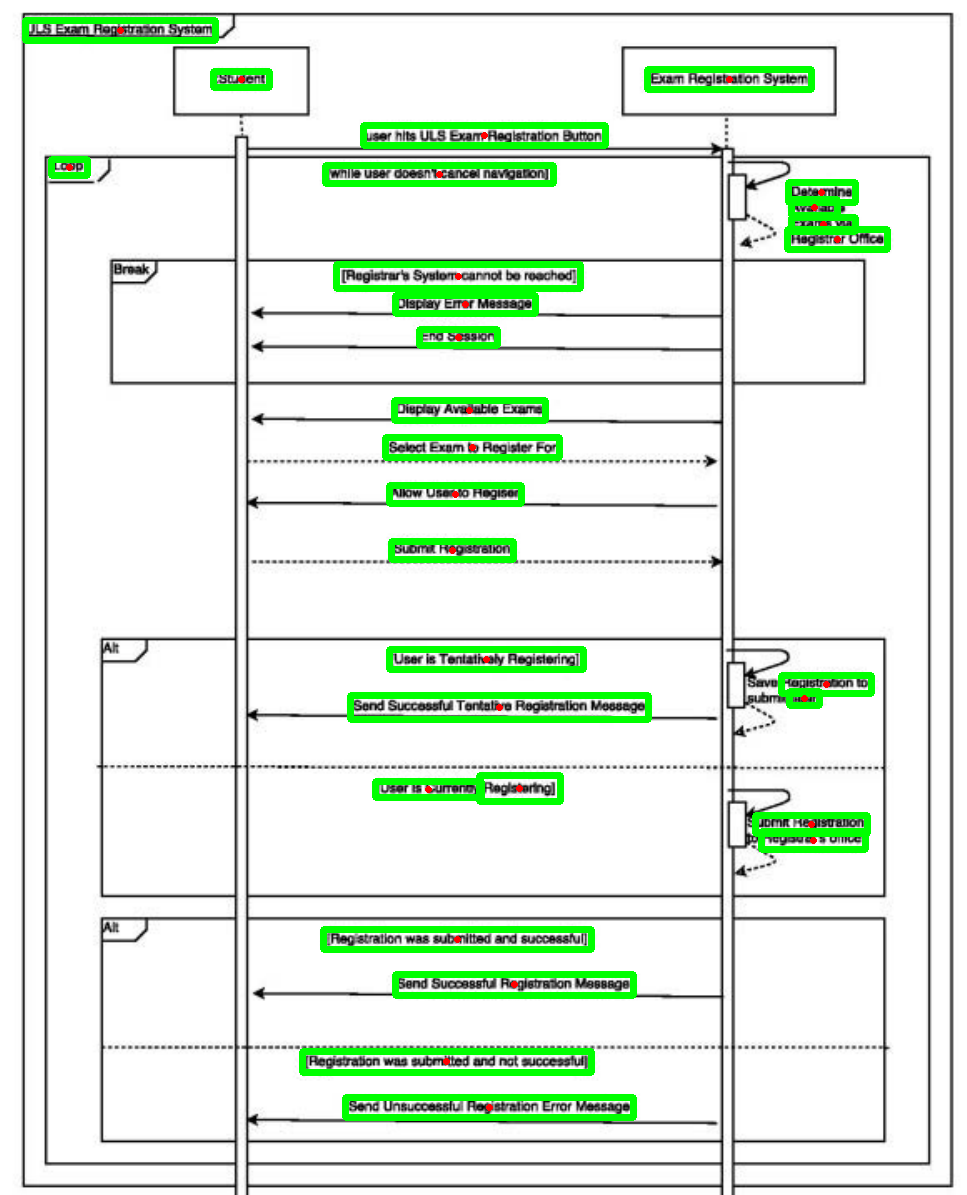 ULS Exam Registration System
Student
Exam Registration System
user hits ULS Exam Registration Button
Loop
while user doesn't cancel navigation]
Determine
Available
Exams via
Registrar Office
Break
[Registrar's System cannot be reached]
Display Error Message
End Session
Display Available Exams
Select Exam to Register For
Allow User to Regiser
Submit Registration
Alt
[User is Tentatively Registering]
Save Registration to
submit
Send Successful Tentative Registration Message
[User is Currently Registering]
Submit Registration
to Registrar's office
Alt
[Registration was submitted and successful]
Send Successful Registration Message
[Registration was submitted and not successful]
Send Unsuccessful Registration Error Message